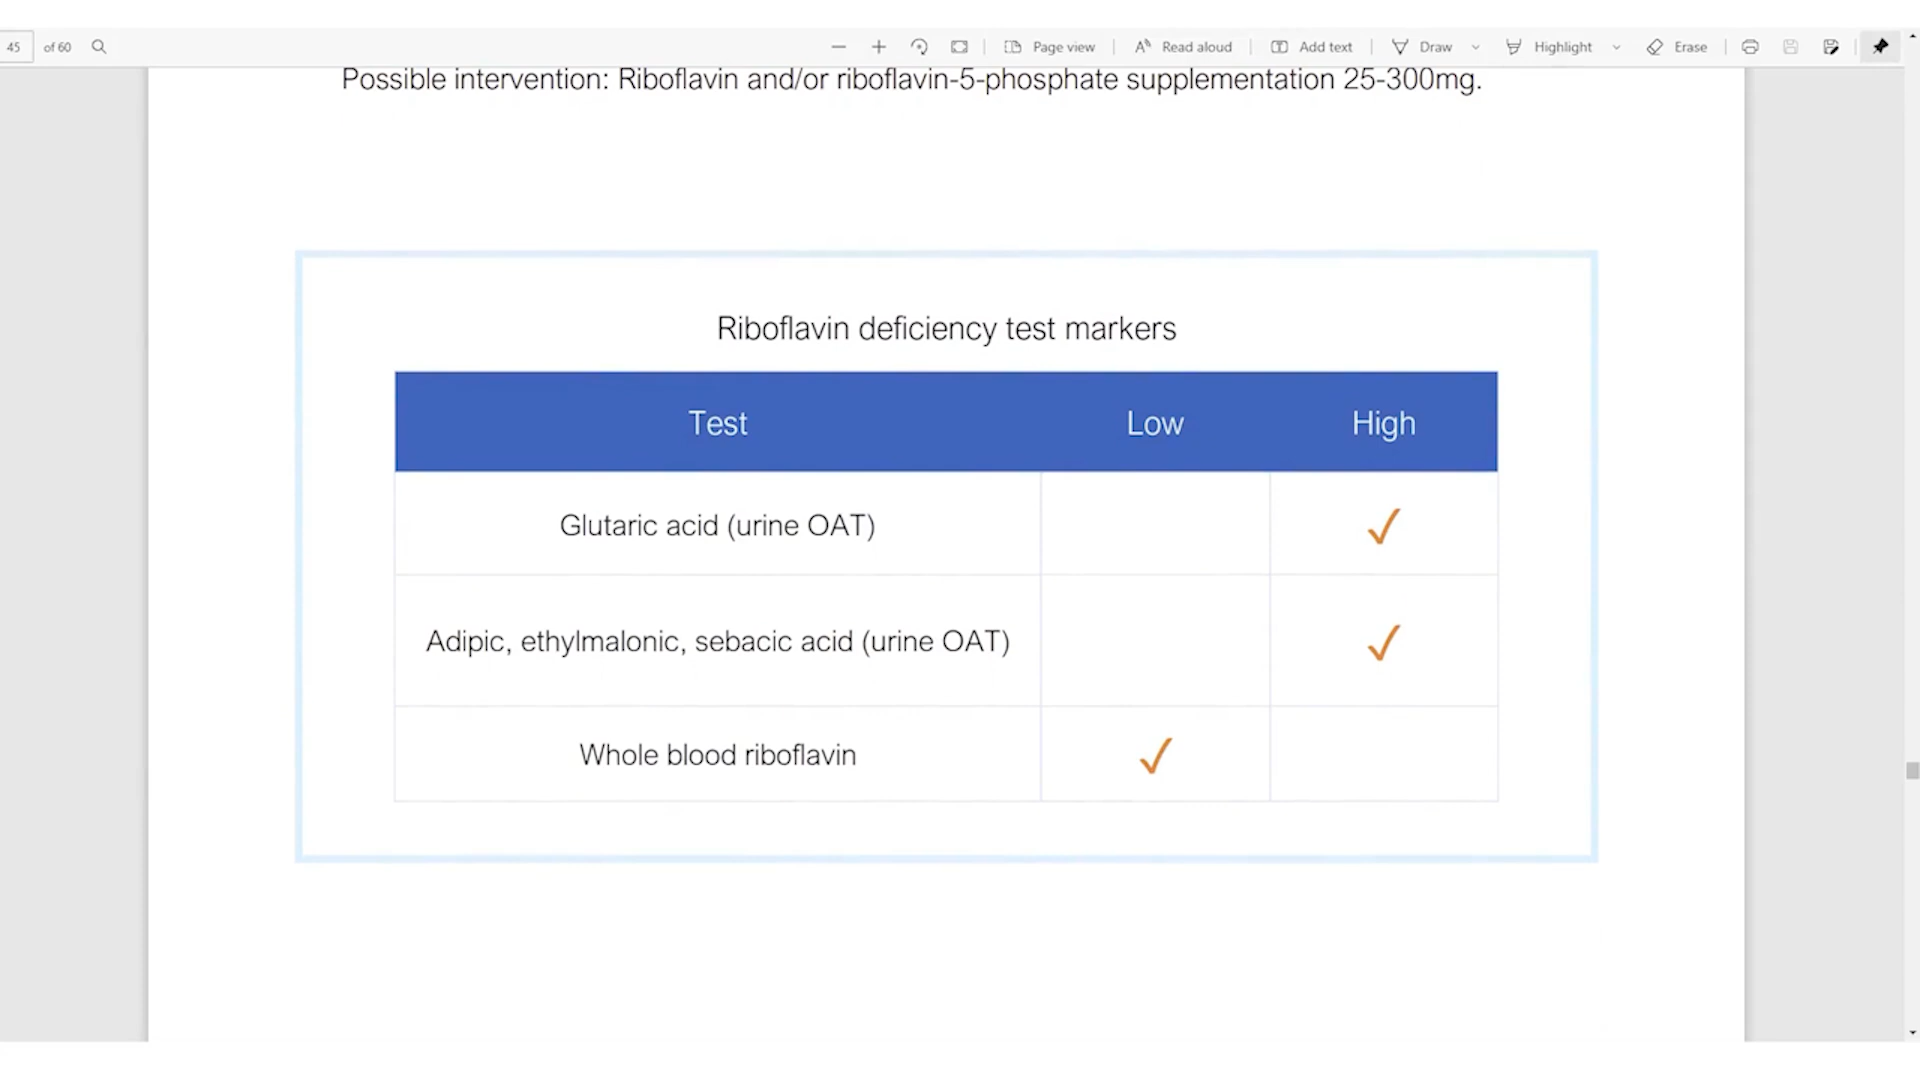 45 of 60 Page view Read aloud Add text Draw Highlight Erase
Possible intervention: Riboflavin and/or riboflavin-5-phosphate supplementation 25-300mg.
Riboflavin deficiency test markers
Test Low High
Glutaric acid (urine OAT) ✓
Adipic, ethylmalonic, sebacic acid (urine OAT) ✓
Whole blood riboflavin ✓